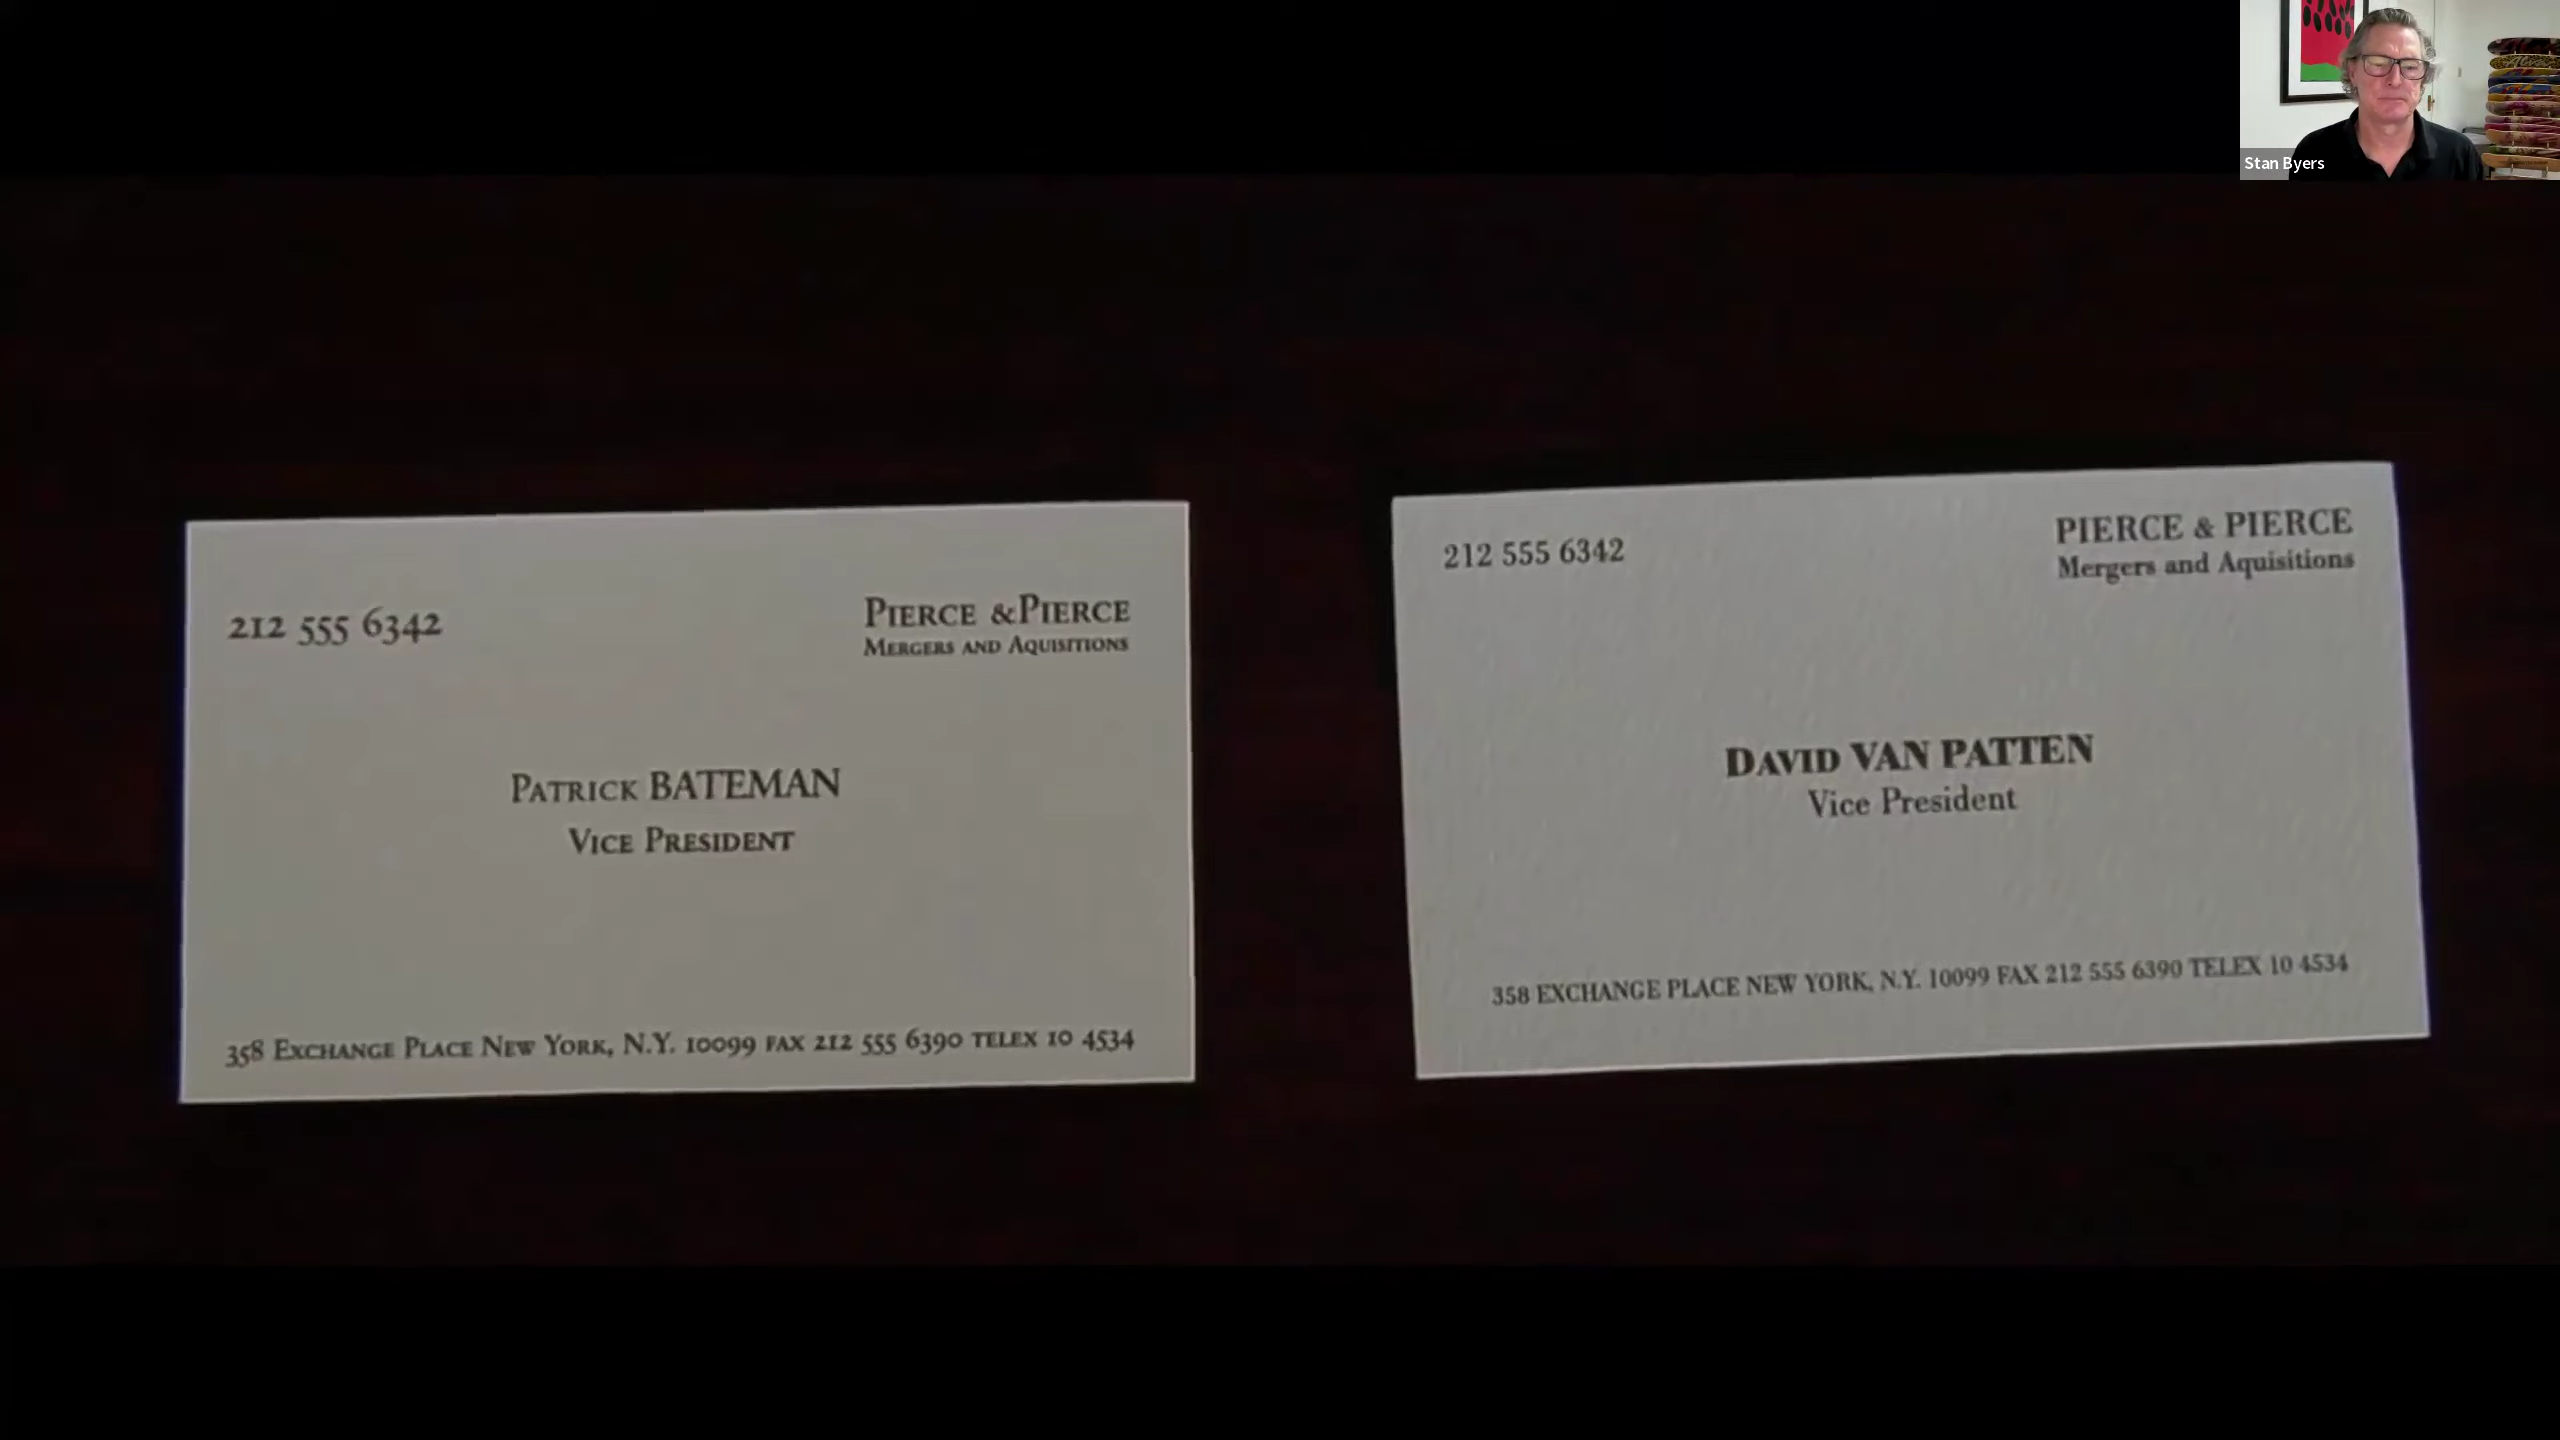 Stan Byers
212 555 6342
PIERCE &PIERCE
MERGERS AND AQUISITIONS
PATRICK BATEMAN
VICE PRESIDENT
358 EXCHANGE PLACE NEW YORK, N.Y. 10099 FAX 212 555 6390 TELEX 10 4534
212 555 6342
PIERCE & PIERCE
Mergers and Aquisitions
DAVID VAN PATTEN
Vice President
358 EXCHANGE PLACE NEW YORK, N.Y. 10099 FAX 212 555 6390 TELEX 10 4534